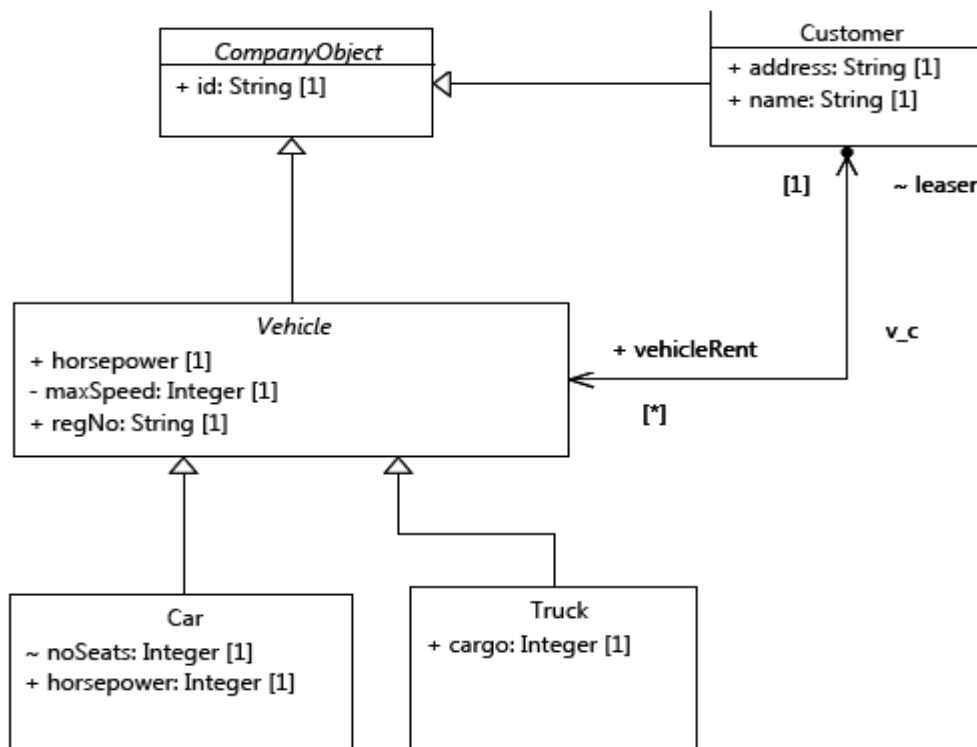 CompanyObject
+ id: String [1]
Customer
+ address: String [1]
+ name: String [1]
[1]
~ leaser
v_c
+ vehicleRent
[*]
Vehicle
+ horsepower [1]
- maxSpeed: Integer [1]
+ regNo: String [1]
Car
~ noSeats: Integer [1]
+ horsepower: Integer [1]
Truck
+ cargo: Integer [1]